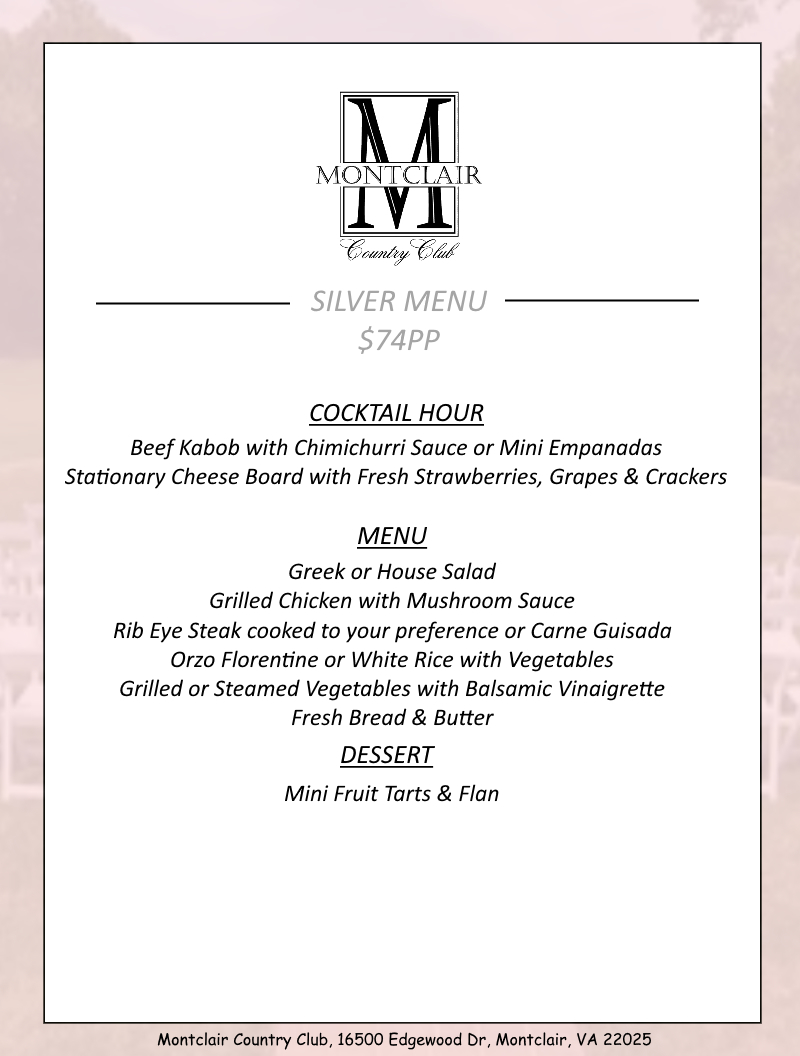 M
MONTCLAIR
Country Club
SILVER MENU
$74PP
COCKTAIL HOUR
Beef Kabob with Chimichurri Sauce or Mini Empanadas
Stationary Cheese Board with Fresh Strawberries, Grapes & Crackers
MENU
Greek or House Salad
Grilled Chicken with Mushroom Sauce
Rib Eye Steak cooked to your preference or Carne Guisada
Orzo Florentine or White Rice with Vegetables
Grilled or Steamed Vegetables with Balsamic Vinaigrette
Fresh Bread & Butter
DESSERT
Mini Fruit Tarts & Flan
Montclair Country Club, 16500 Edgewood Dr, Montclair, VA 22025